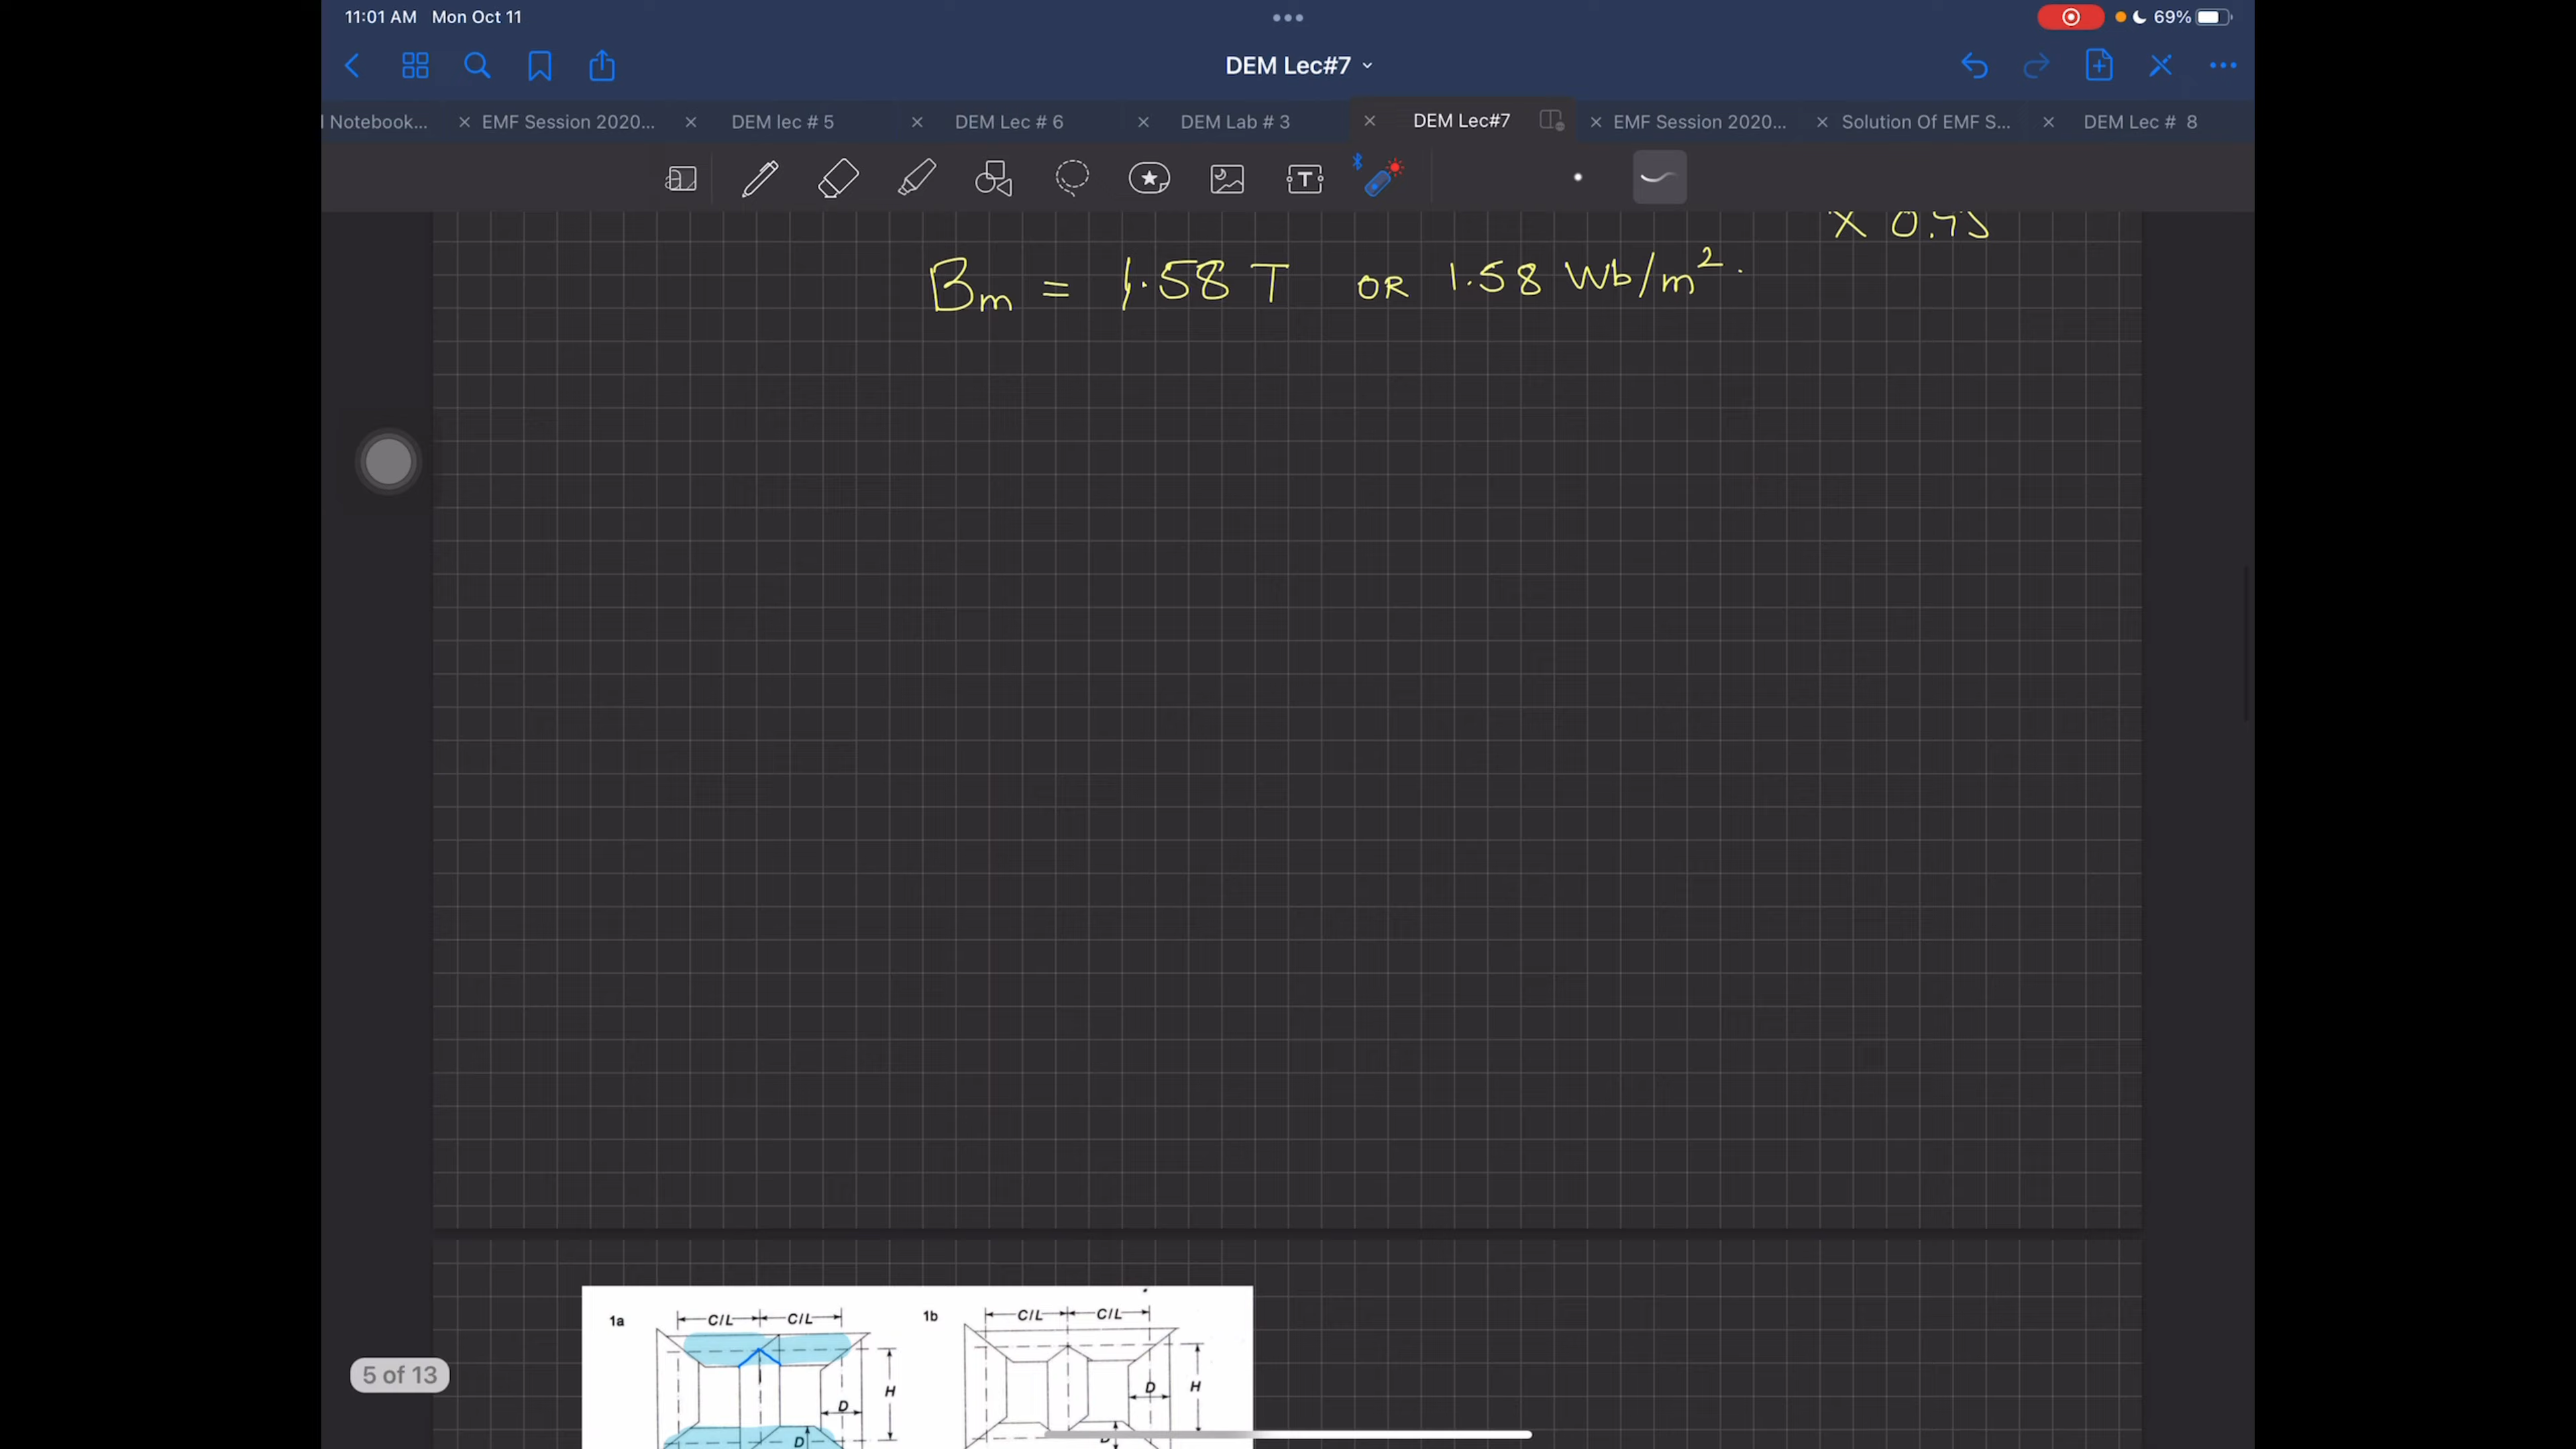 11:01 AM Mon Oct 11
69%
DEM Lec#7
l Notebook... EMF Session 2020... DEM lec # 5 DEM Lec # 6 DEM Lab # 3 DEM Lec#7 EMF Session 2020... Solution Of EMF S... DEM Lec # 8
Bm = 1.58 T OR 1.58 Wb/m².
1a C/L C/L 1b C/L C/L
H D H
D
D
5 of 13